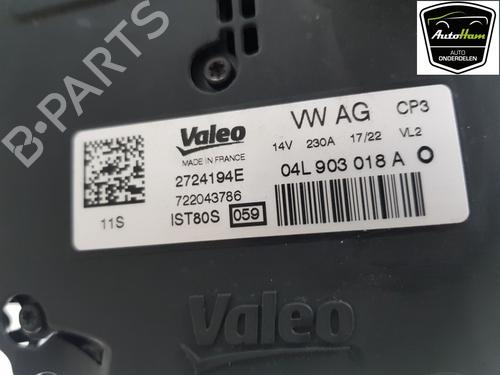 AutoHam
AUTO
ONDERDELEN
B-PARTS
Valeo
MADE IN FRANCE
2724194E
722043786
11S
IST80S 059
VW AG CP3
14V 230A 17/22 VL2
04L 903 018 A O
Valeo